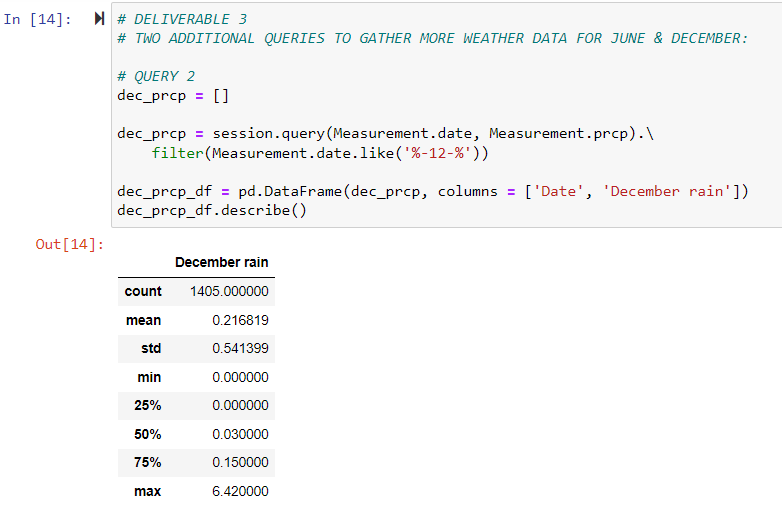 In [14]:
# DELIVERABLE 3
# TWO ADDITIONAL QUERIES TO GATHER MORE WEATHER DATA FOR JUNE & DECEMBER:
# QUERY 2
dec_prcp = []
dec_prcp = session.query(Measurement.date, Measurement.prcp).\
filter(Measurement.date.like('%-12-%'))
dec_prcp_df = pd.DataFrame(dec_prcp, columns = ['Date', 'December rain'])
dec_prcp_df.describe()
Out[14]:
December rain
count 1405.000000
mean 0.216819
std 0.541399
min 0.000000
25% 0.000000
50% 0.030000
75% 0.150000
max 6.420000